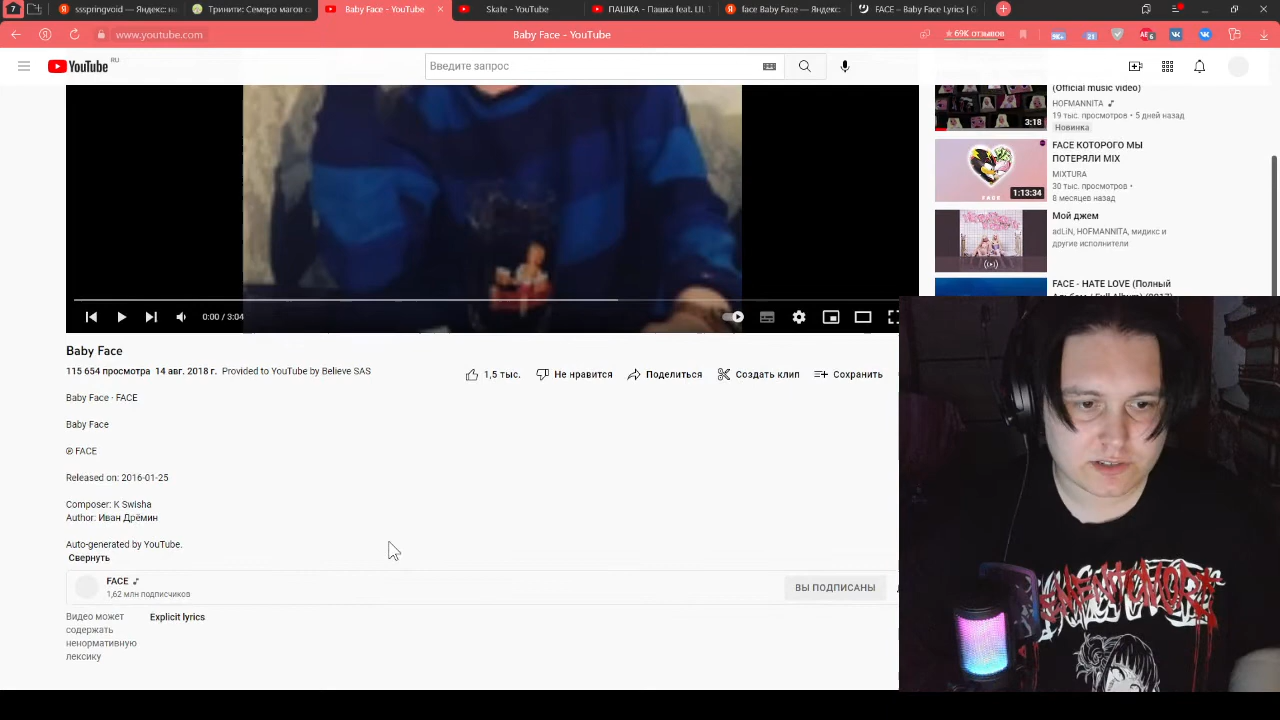 7
ssspringvoid — Яндекс: на
Тринити: Семеро магов с
Baby Face - YouTube
Skate - YouTube
ПАШКА - Пашка feat. LIL T
face Baby Face — Яндекс:
FACE – Baby Face Lyrics | G
www.youtube.com
Baby Face - YouTube
69K отзывов
9K+
21
6
YouTube
RU
Введите запрос
(Official music video)
HOFMANNITA
19 тыс. просмотров • 5 дней назад
Новинка
3:18
FACE КОТОРОГО МЫ
ПОТЕРЯЛИ MIX
MIXTURA
30 тыс. просмотров •
8 месяцев назад
FACE
1:13:34
Мой джем
adLiN, HOFMANNITA, мидикс и
другие исполнители
FACE - HATE LOVE (Полный
0:00 / 3:04
Baby Face
115 654 просмотра 14 авг. 2018 г. Provided to YouTube by Believe SAS
1,5 тыс. Не нравится Поделиться Создать клип Сохранить
Baby Face · FACE
Baby Face
℗ FACE
Released on: 2016-01-25
Composer: K Swisha
Author: Иван Дрёмин
Auto-generated by YouTube.
Свернуть
FACE
1,62 млн подписчиков
ВЫ ПОДПИСАНЫ
Видео может
содержать
ненормативную
лексику
Explicit lyrics